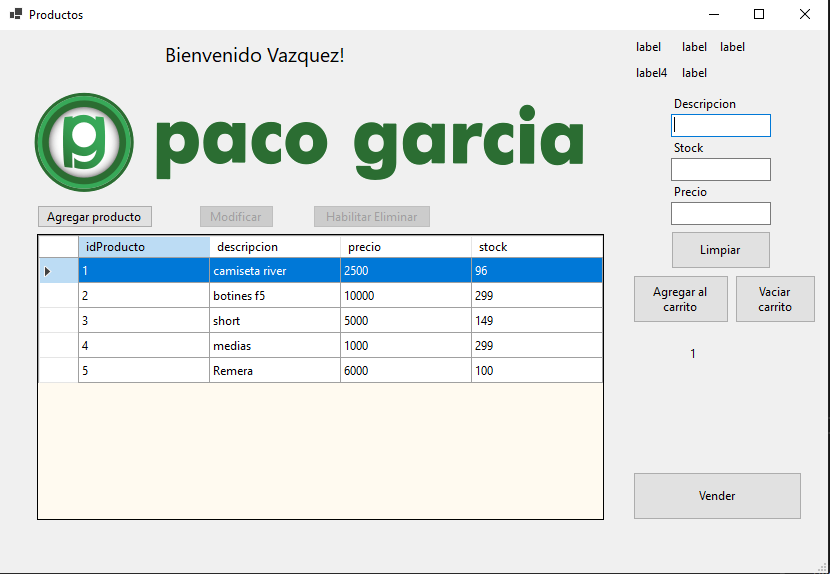 Productos
Bienvenido Vazquez!
label label label
label4 label
pg paco garcia
Descripcion
Stock
Precio
Limpiar
Agregar producto Modificar Habilitar Eliminar
idProducto descripcion precio stock
1 camiseta river 2500 96
2 botines f5 10000 299
3 short 5000 149
4 medias 1000 299
5 Remera 6000 100
Agregar al carrito
Vaciar carrito
1
Vender